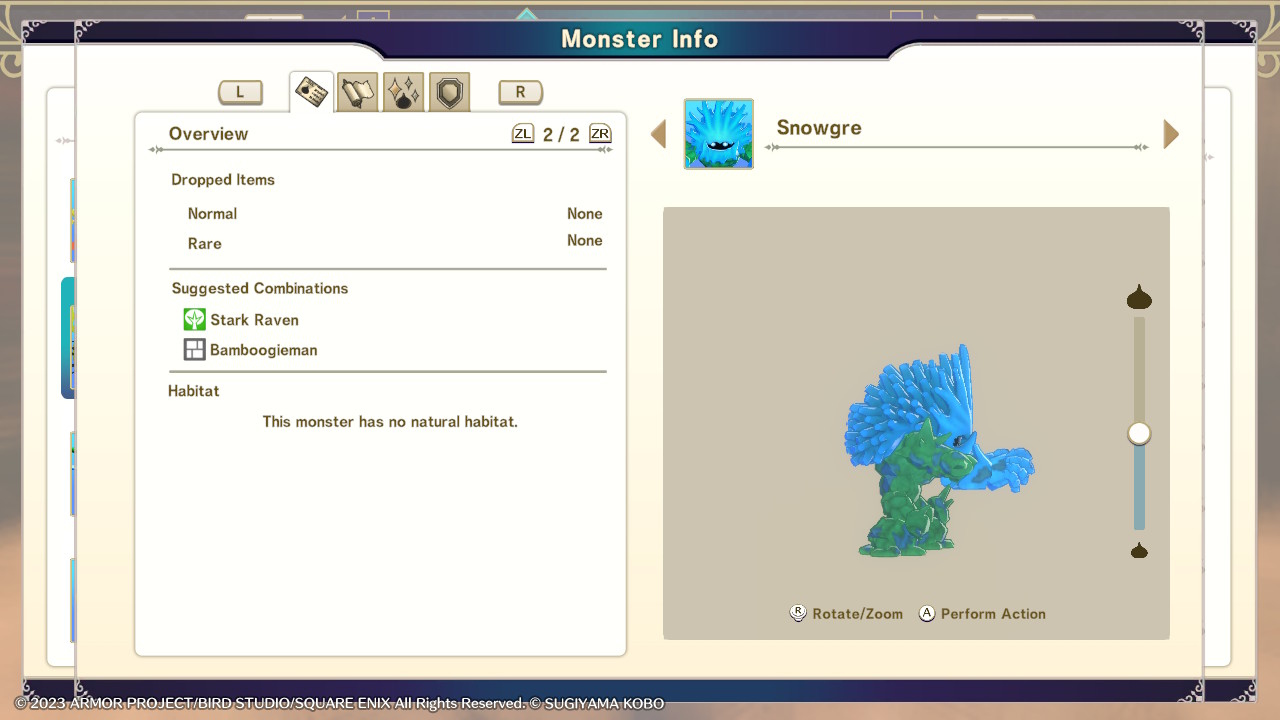 Monster Info
L
R
Overview
ZL 2 / 2 ZR
Dropped Items
Normal None
Rare None
Suggested Combinations
Stark Raven
Bamboogieman
Habitat
This monster has no natural habitat.
Snowgre
R Rotate/Zoom A Perform Action
© 2023 ARMOR PROJECT/BIRD STUDIO/SQUARE ENIX All Rights Reserved. © SUGIYAMA KOBO